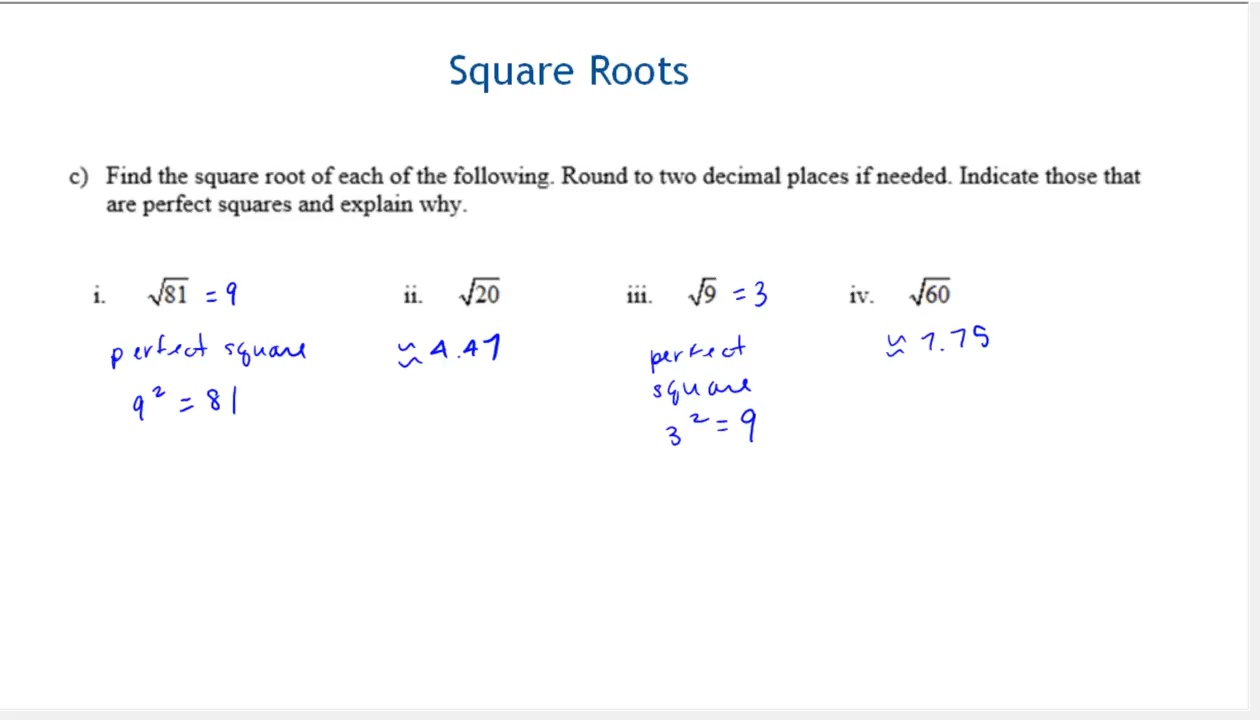 Square Roots
c) Find the square root of each of the following. Round to two decimal places if needed. Indicate those that
are perfect squares and explain why.
i. √81 = 9 ii. √20 iii. √9 = 3 iv. √60
perfect square ≈ 4.47 perfect ≈ 7.75
square
9² = 81 3² = 9